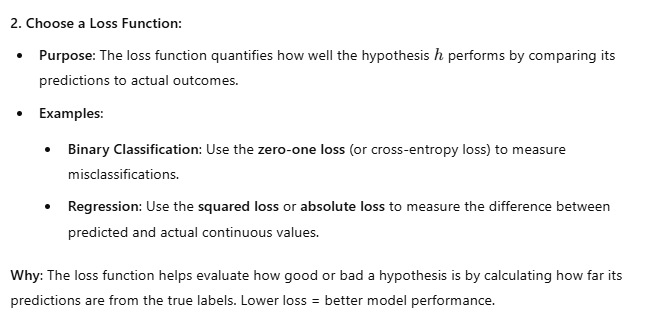 2. Choose a Loss Function:
• Purpose: The loss function quantifies how well the hypothesis h performs by comparing its
predictions to actual outcomes.
• Examples:
• Binary Classification: Use the zero-one loss (or cross-entropy loss) to measure
misclassifications.
• Regression: Use the squared loss or absolute loss to measure the difference between
predicted and actual continuous values.
Why: The loss function helps evaluate how good or bad a hypothesis is by calculating how far its
predictions are from the true labels. Lower loss = better model performance.